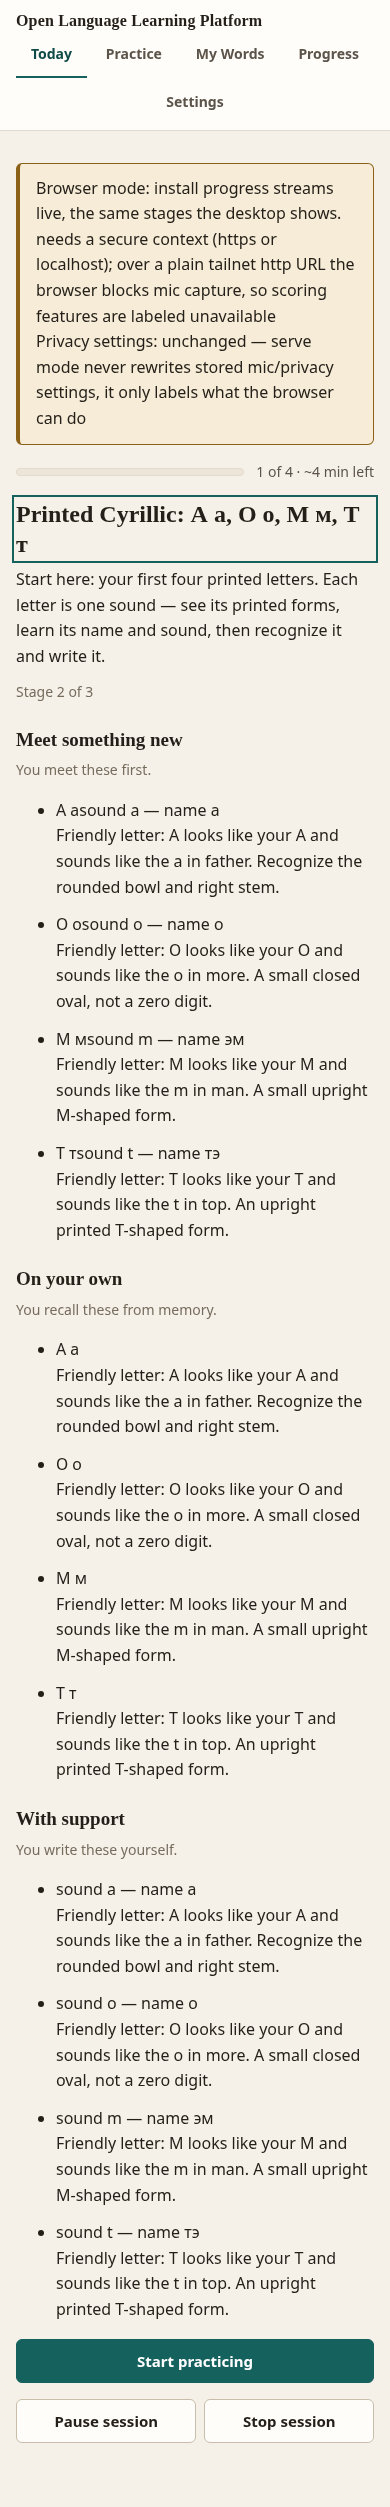 Open Language Learning Platform
Today Practice My Words Progress
Settings
Browser mode: install progress streams
live, the same stages the desktop shows.
needs a secure context (https or
localhost); over a plain tailnet http URL the
browser blocks mic capture, so scoring
features are labeled unavailable
Privacy settings: unchanged — serve
mode never rewrites stored mic/privacy
settings, it only labels what the browser
can do
1 of 4 · ~4 min left
Printed Cyrillic: А а, О о, М м, Т
т
Start here: your first four printed letters. Each
letter is one sound — see its printed forms,
learn its name and sound, then recognize it
and write it.
Stage 2 of 3
Meet something new
You meet these first.
А аsound a — name а
Friendly letter: А looks like your A and
sounds like the a in father. Recognize the
rounded bowl and right stem.
О оsound o — name о
Friendly letter: О looks like your O and
sounds like the o in more. A small closed
oval, not a zero digit.
М мsound m — name эм
Friendly letter: М looks like your M and
sounds like the m in man. A small upright
M-shaped form.
Т тsound t — name тэ
Friendly letter: Т looks like your T and
sounds like the t in top. An upright
printed T-shaped form.
On your own
You recall these from memory.
А а
Friendly letter: А looks like your A and
sounds like the a in father. Recognize the
rounded bowl and right stem.
О о
Friendly letter: О looks like your O and
sounds like the o in more. A small closed
oval, not a zero digit.
М м
Friendly letter: М looks like your M and
sounds like the m in man. A small upright
M-shaped form.
Т т
Friendly letter: Т looks like your T and
sounds like the t in top. An upright
printed T-shaped form.
With support
You write these yourself.
sound a — name а
Friendly letter: А looks like your A and
sounds like the a in father. Recognize the
rounded bowl and right stem.
sound o — name о
Friendly letter: О looks like your O and
sounds like the o in more. A small closed
oval, not a zero digit.
sound m — name эм
Friendly letter: М looks like your M and
sounds like the m in man. A small upright
M-shaped form.
sound t — name тэ
Friendly letter: Т looks like your T and
sounds like the t in top. An upright
printed T-shaped form.
Start practicing
Pause session Stop session